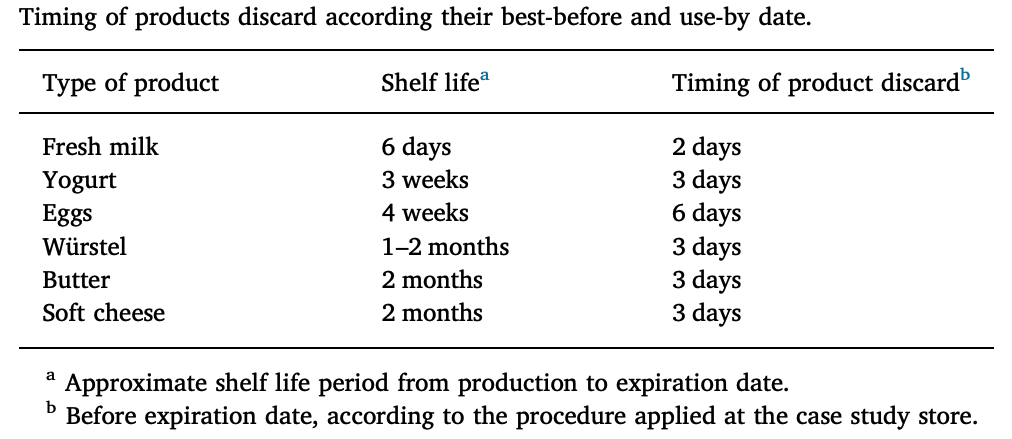 Timing of products discard according their best-before and use-by date.
Type of product Shelf lifeᵃ Timing of product discardᵇ
Fresh milk 6 days 2 days
Yogurt 3 weeks 3 days
Eggs 4 weeks 6 days
Würstel 1–2 months 3 days
Butter 2 months 3 days
Soft cheese 2 months 3 days
ᵃ Approximate shelf life period from production to expiration date.
ᵇ Before expiration date, according to the procedure applied at the case study store.